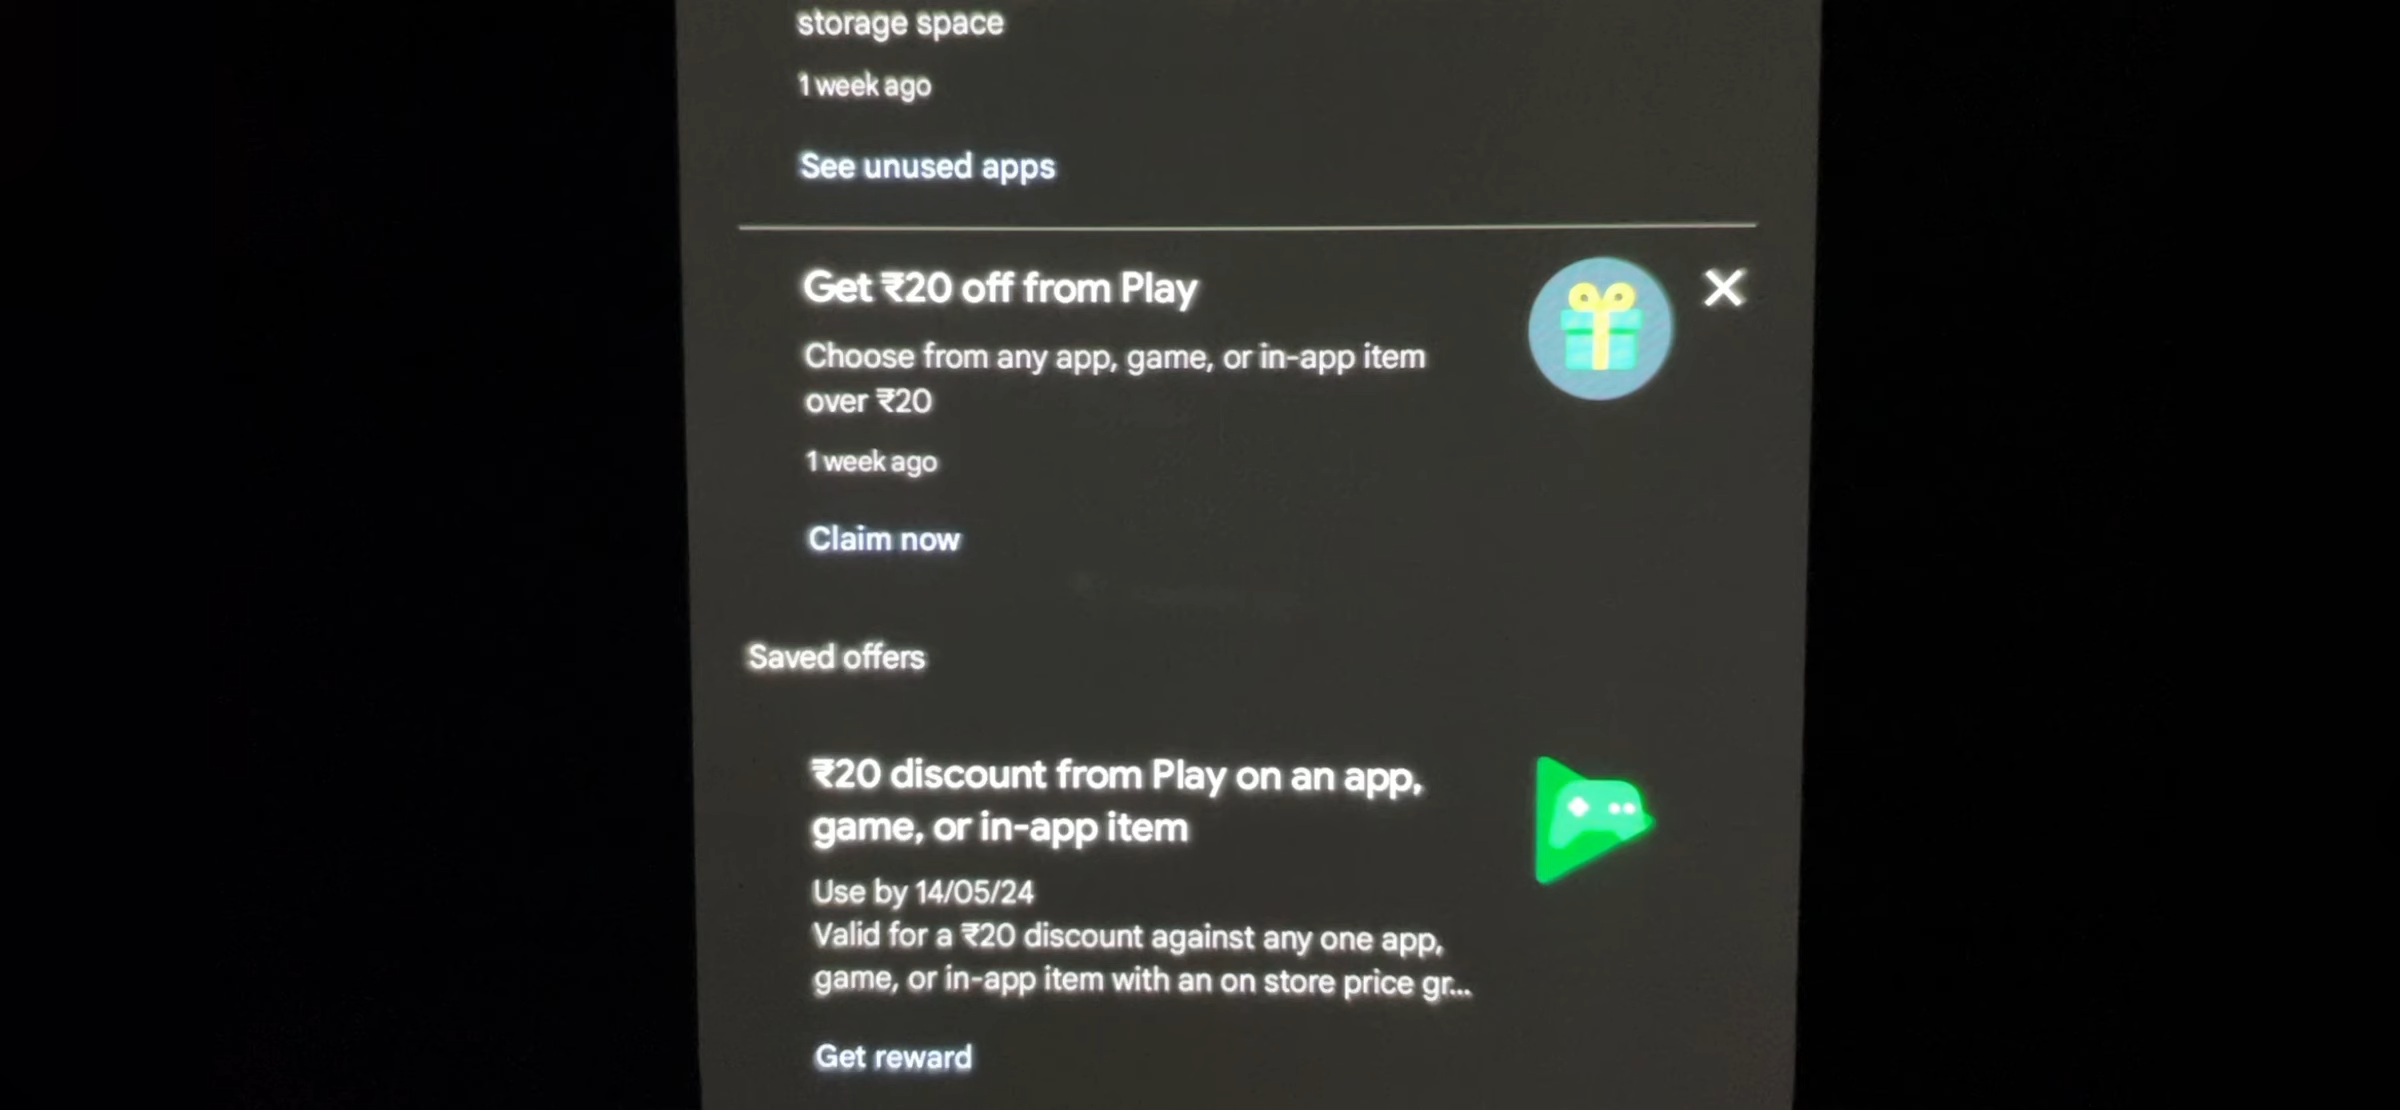 storage space
1 week ago
See unused apps
Get ₹20 off from Play
Choose from any app, game, or in-app item
over ₹20
1 week ago
Claim now
Saved offers
₹20 discount from Play on an app,
game, or in-app item
Use by 14/05/24
Valid for a ₹20 discount against any one app,
game, or in-app item with an on store price gr...
Get reward